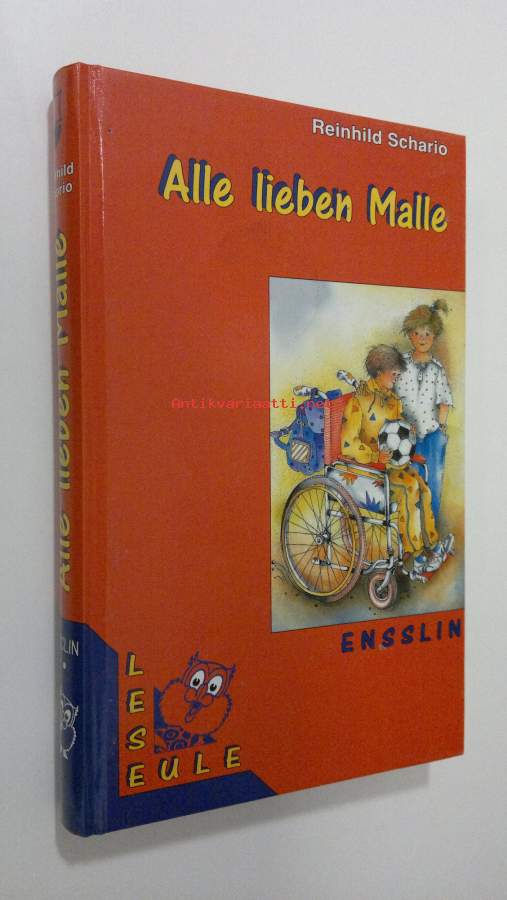 Reinhild Schario
Alle lieben Malle
Antikvariaatti.net
ENSSLIN
LESE
EULE
Alle lieben Malle